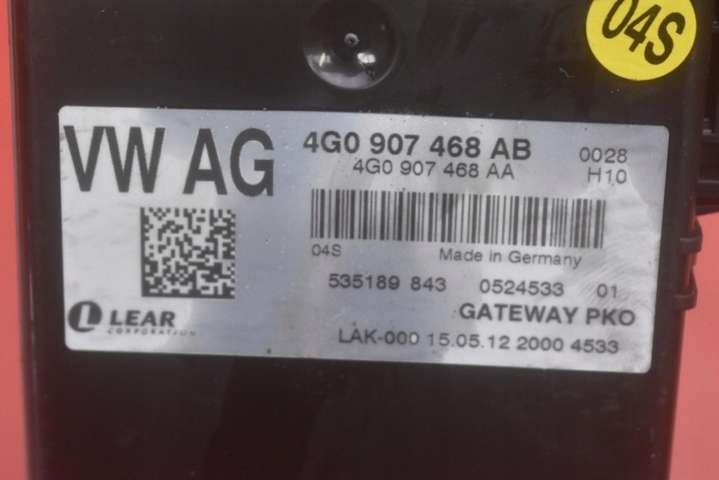 04S
VW AG
4G0 907 468 AB 0028
4G0 907 468 AA H10
04S Made in Germany
535189 843 0524533 01
LEAR
CORPORATION
GATEWAY PKO
LAK-000 15.05.12 2000 4533